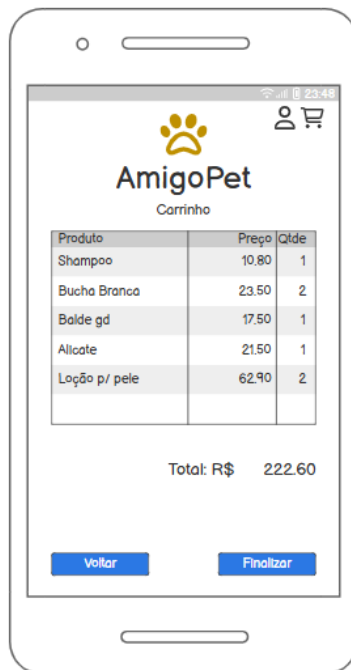 23:48
AmigoPet
Carrinho
Produto Preço Qtde
Shampoo 10.80 1
Bucha Branca 23.50 2
Balde gd 17.50 1
Alicate 21.50 1
Loção p/ pele 62.90 2
Total: R$ 222.60
Voltar Finalizar